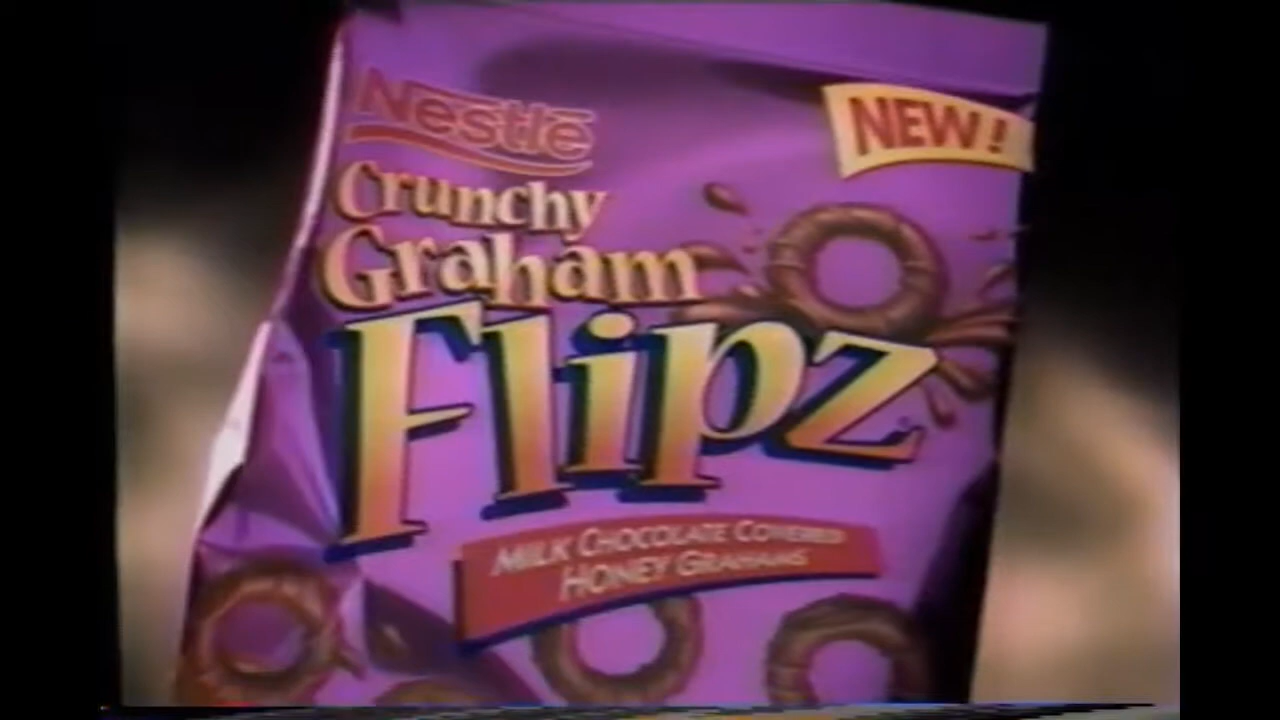 Nestlé
NEW!
Crunchy
Graham
Flipz
MILK CHOCOLATE COVERED
HONEY GRAHAMS